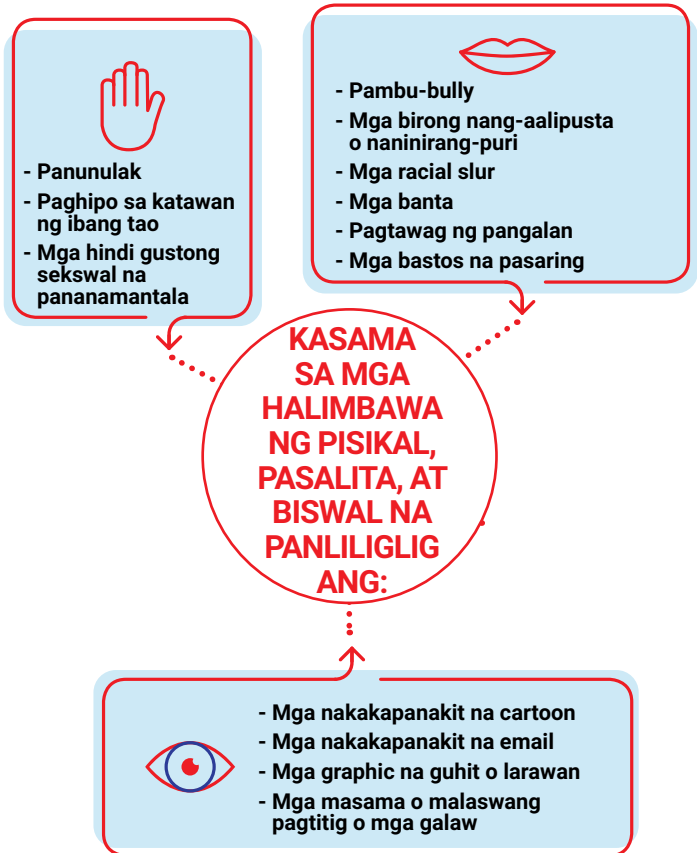 - Panunulak
- Paghipo sa katawan
ng ibang tao
- Mga hindi gustong
sekswal na
pananamantala
- Pambu-bully
- Mga birong nang-aalipusta
o naninirang-puri
- Mga racial slur
- Mga banta
- Pagtawag ng pangalan
- Mga bastos na pasaring
KASAMA
SA MGA
HALIMBAWA
NG PISIKAL,
PASALITA, AT
BISWAL NA
PANLILIGLIG
ANG:
- Mga nakakapanakit na cartoon
- Mga nakakapanakit na email
- Mga graphic na guhit o larawan
- Mga masama o malaswang
pagtitig o mga galaw